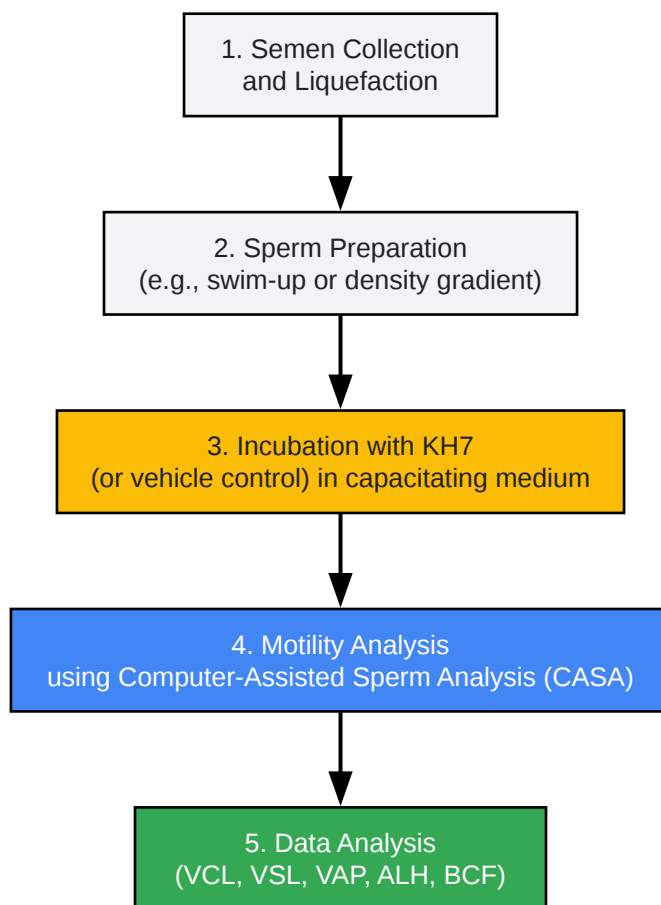 1. Semen Collection
and Liquefaction
2. Sperm Preparation
(e.g., swim-up or density gradient)
3. Incubation with KH7
(or vehicle control) in capacitating medium
4. Motility Analysis
using Computer-Assisted Sperm Analysis (CASA)
5. Data Analysis
(VCL, VSL, VAP, ALH, BCF)